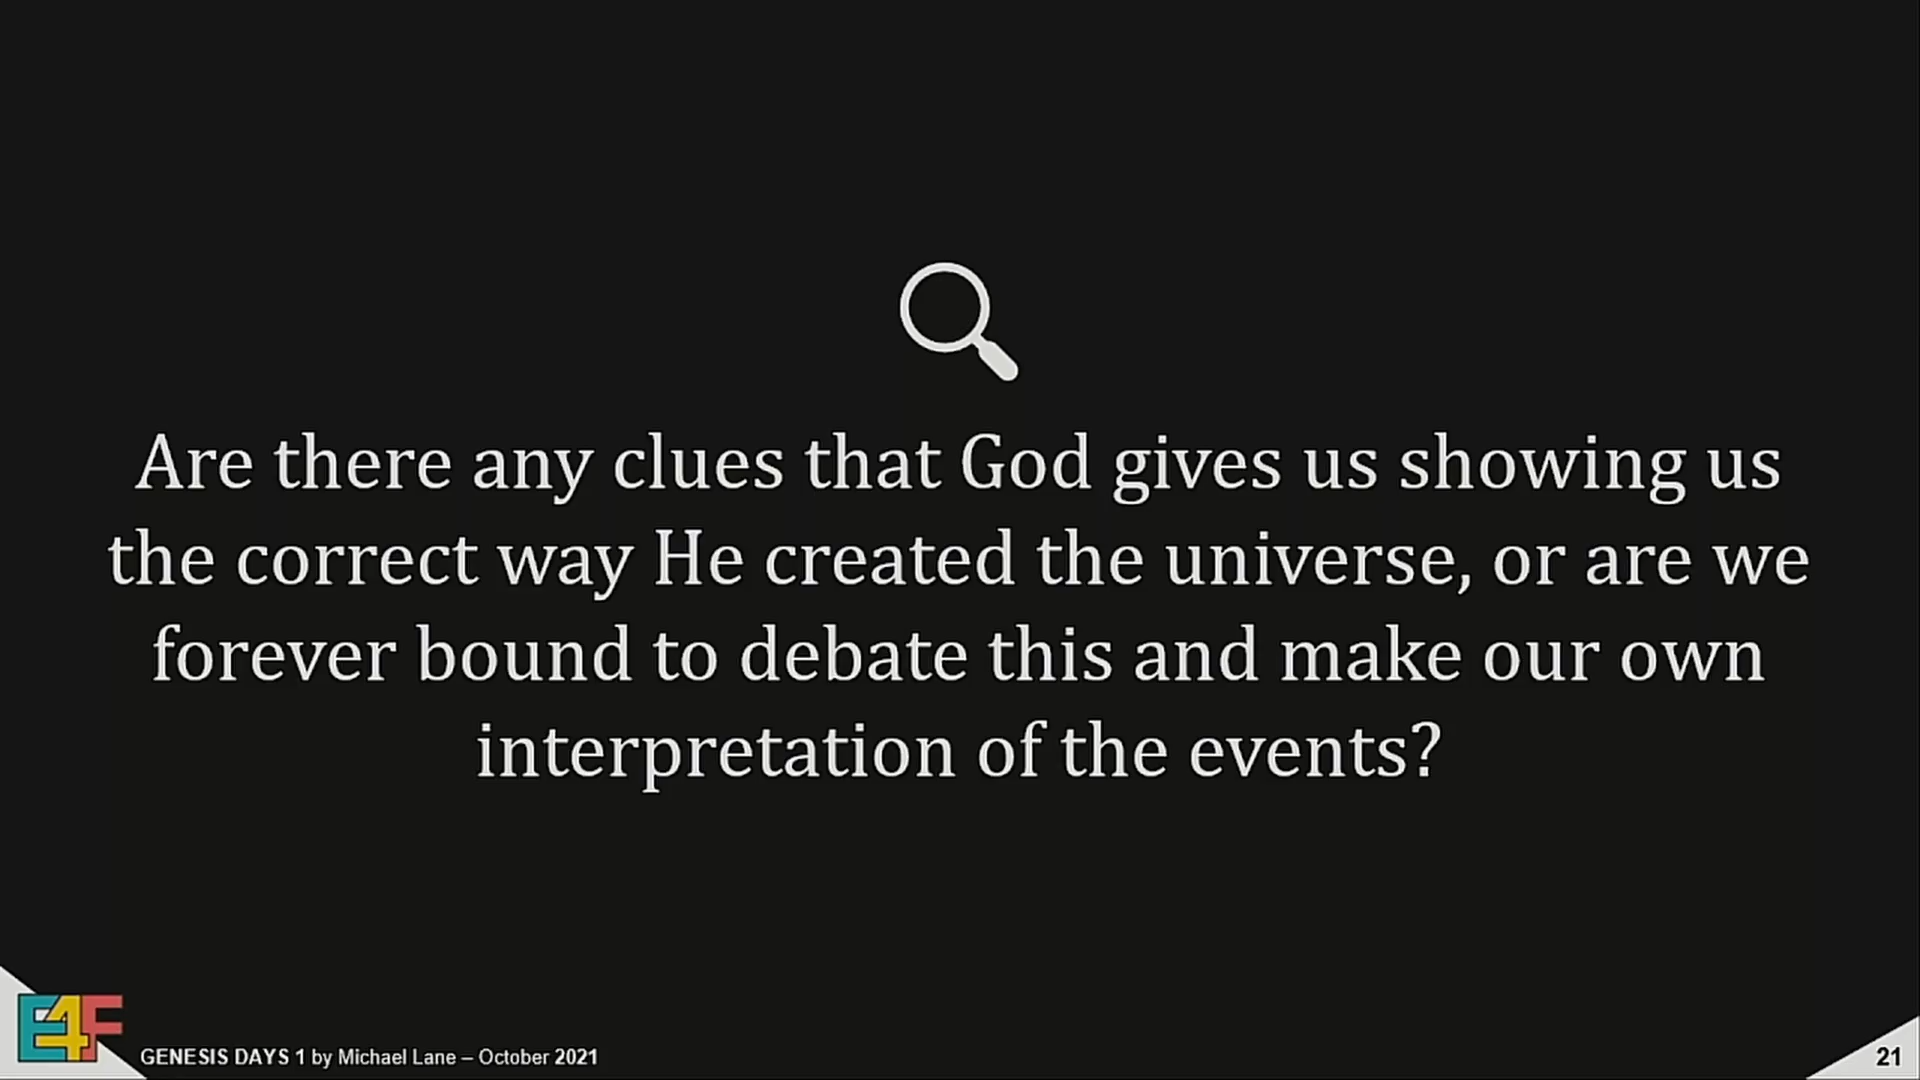 Are there any clues that God gives us showing us
the correct way He created the universe, or are we
forever bound to debate this and make our own
interpretation of the events?
E4F
GENESIS DAYS 1 by Michael Lane – October 2021
21